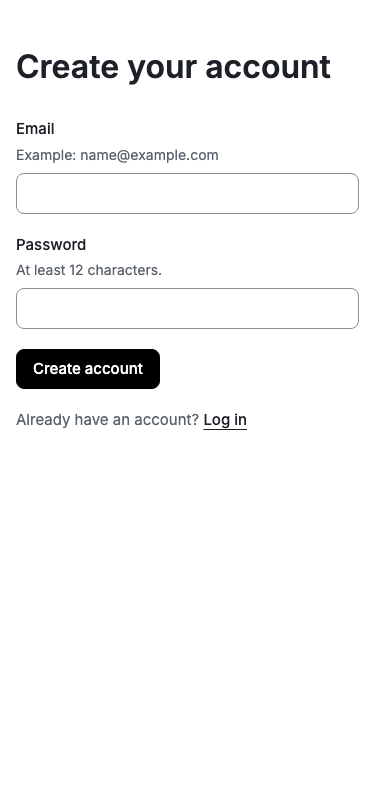 Create your account
Email
Example: name@example.com
Password
At least 12 characters.
Create account
Already have an account? Log in